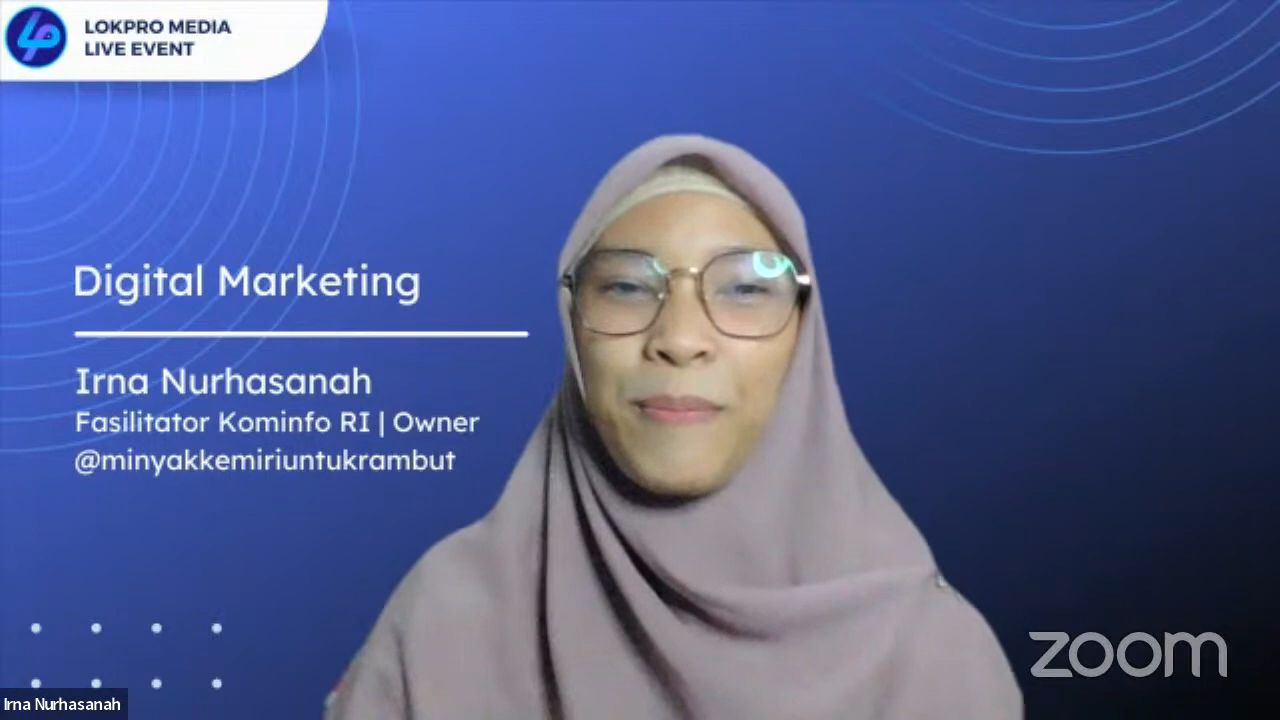 LOKPRO MEDIA
LIVE EVENT
Digital Marketing
Irna Nurhasanah
Fasilitator Kominfo RI | Owner
@minyakkemiriuntukrambut
zoom
Irna Nurhasanah